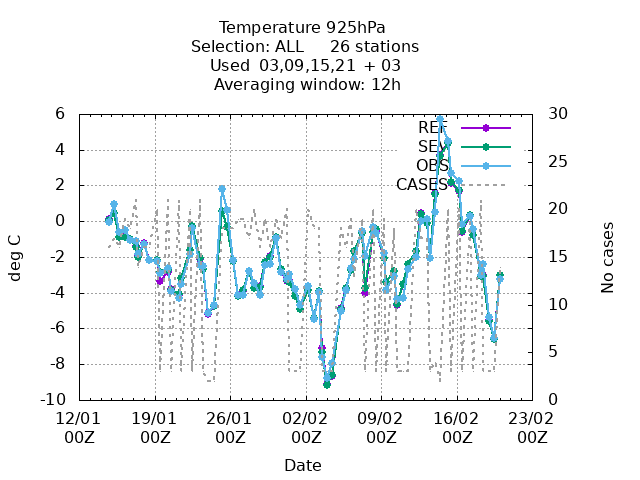 Temperature 925hPa
Selection: ALL 26 stations
Used 03,09,15,21 + 03
Averaging window: 12h
6
4
2
0
-2
-4
-6
-8
-10
30
25
20
15
10
5
0
REF
SEV
OBS
CASES
deg C
No cases
12/01 19/01 26/01 02/02 09/02 16/02 23/02
00Z 00Z 00Z 00Z 00Z 00Z 00Z
Date